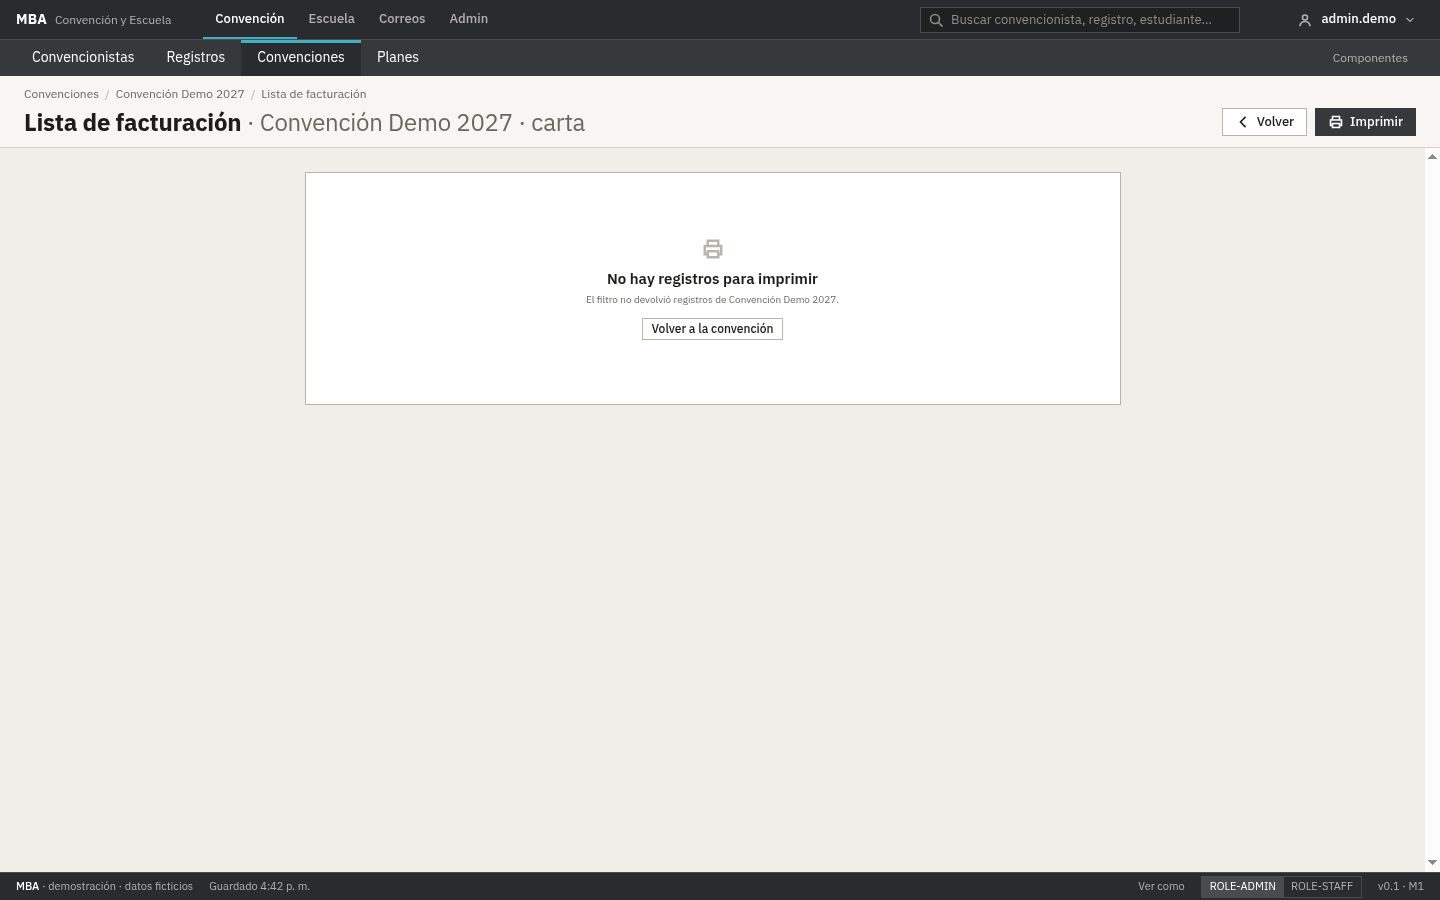 MBA Convención y Escuela Convención Escuela Correos Admin Buscar convencionista, registro, estudiante... admin.demo
Convencionistas Registros Convenciones Planes Componentes
Convenciones / Convención Demo 2027 / Lista de facturación
Lista de facturación · Convención Demo 2027 · carta Volver Imprimir
No hay registros para imprimir
El filtro no devolvió registros de Convención Demo 2027.
Volver a la convención
MBA · demostración · datos ficticios Guardado 4:42 p. m. Ver como ROLE-ADMIN ROLE-STAFF v0.1 · M1